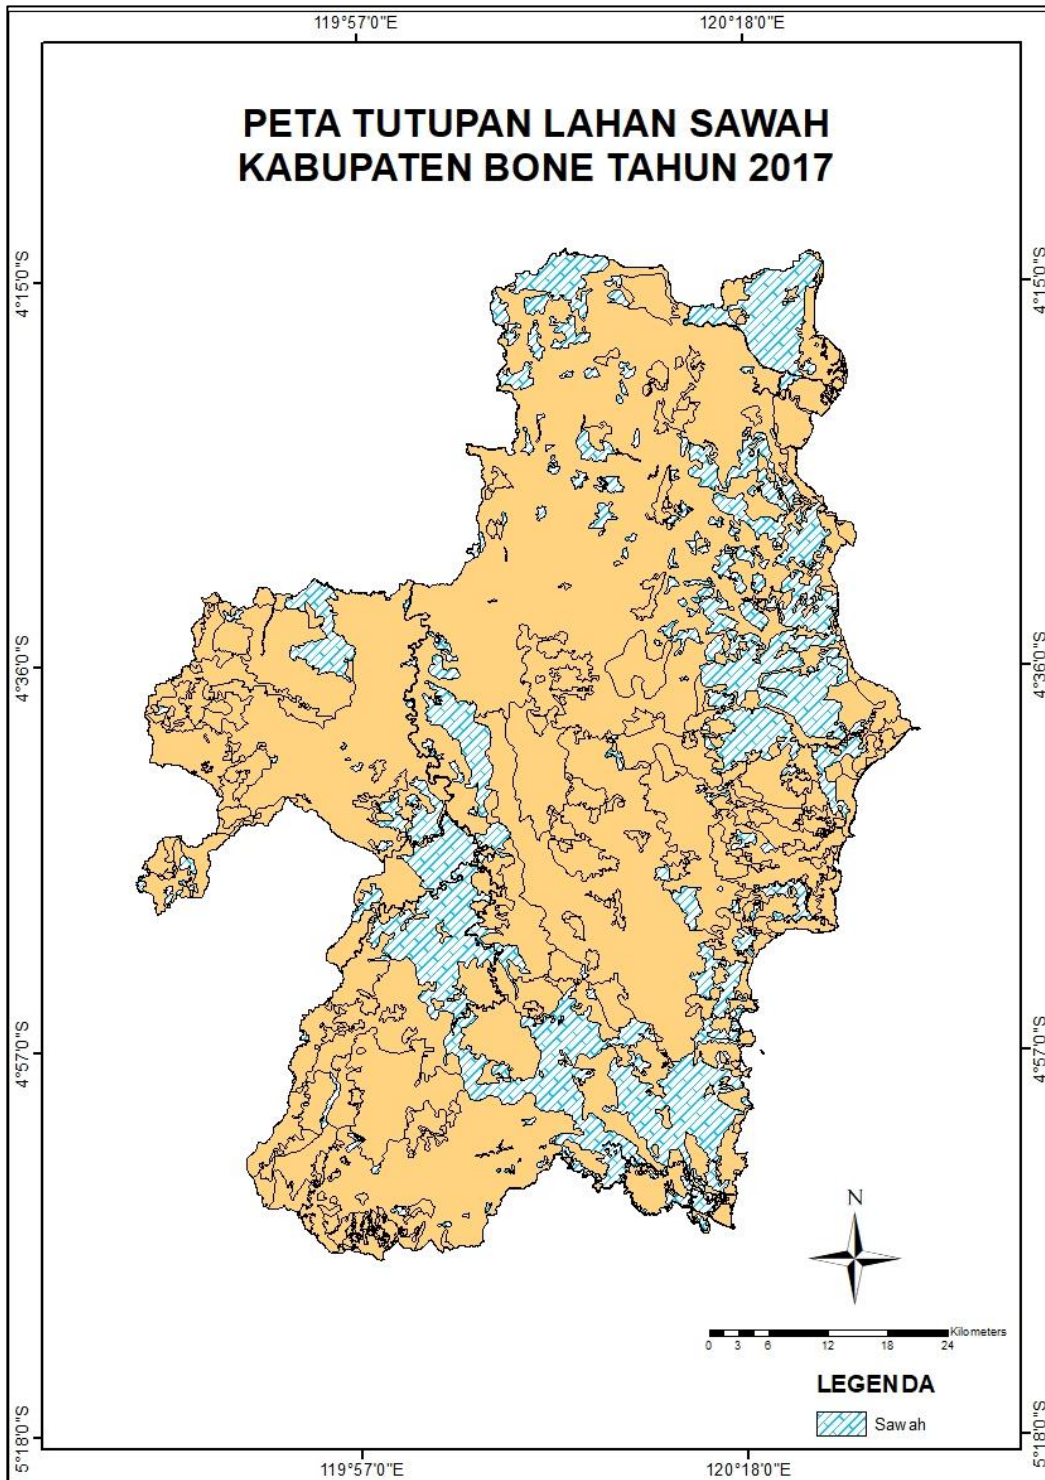 119°57'0"E
120°18'0"E
PETA TUTUPAN LAHAN SAWAH
KABUPATEN BONE TAHUN 2017
4°15'0"S
4°15'0"S
4°36'0"S
4°36'0"S
4°57'0"S
4°57'0"S
N
Kilometers
0 3 6 12 18 24
LEGENDA
Sawah
5°18'0"S
5°18'0"S
119°57'0"E
120°18'0"E